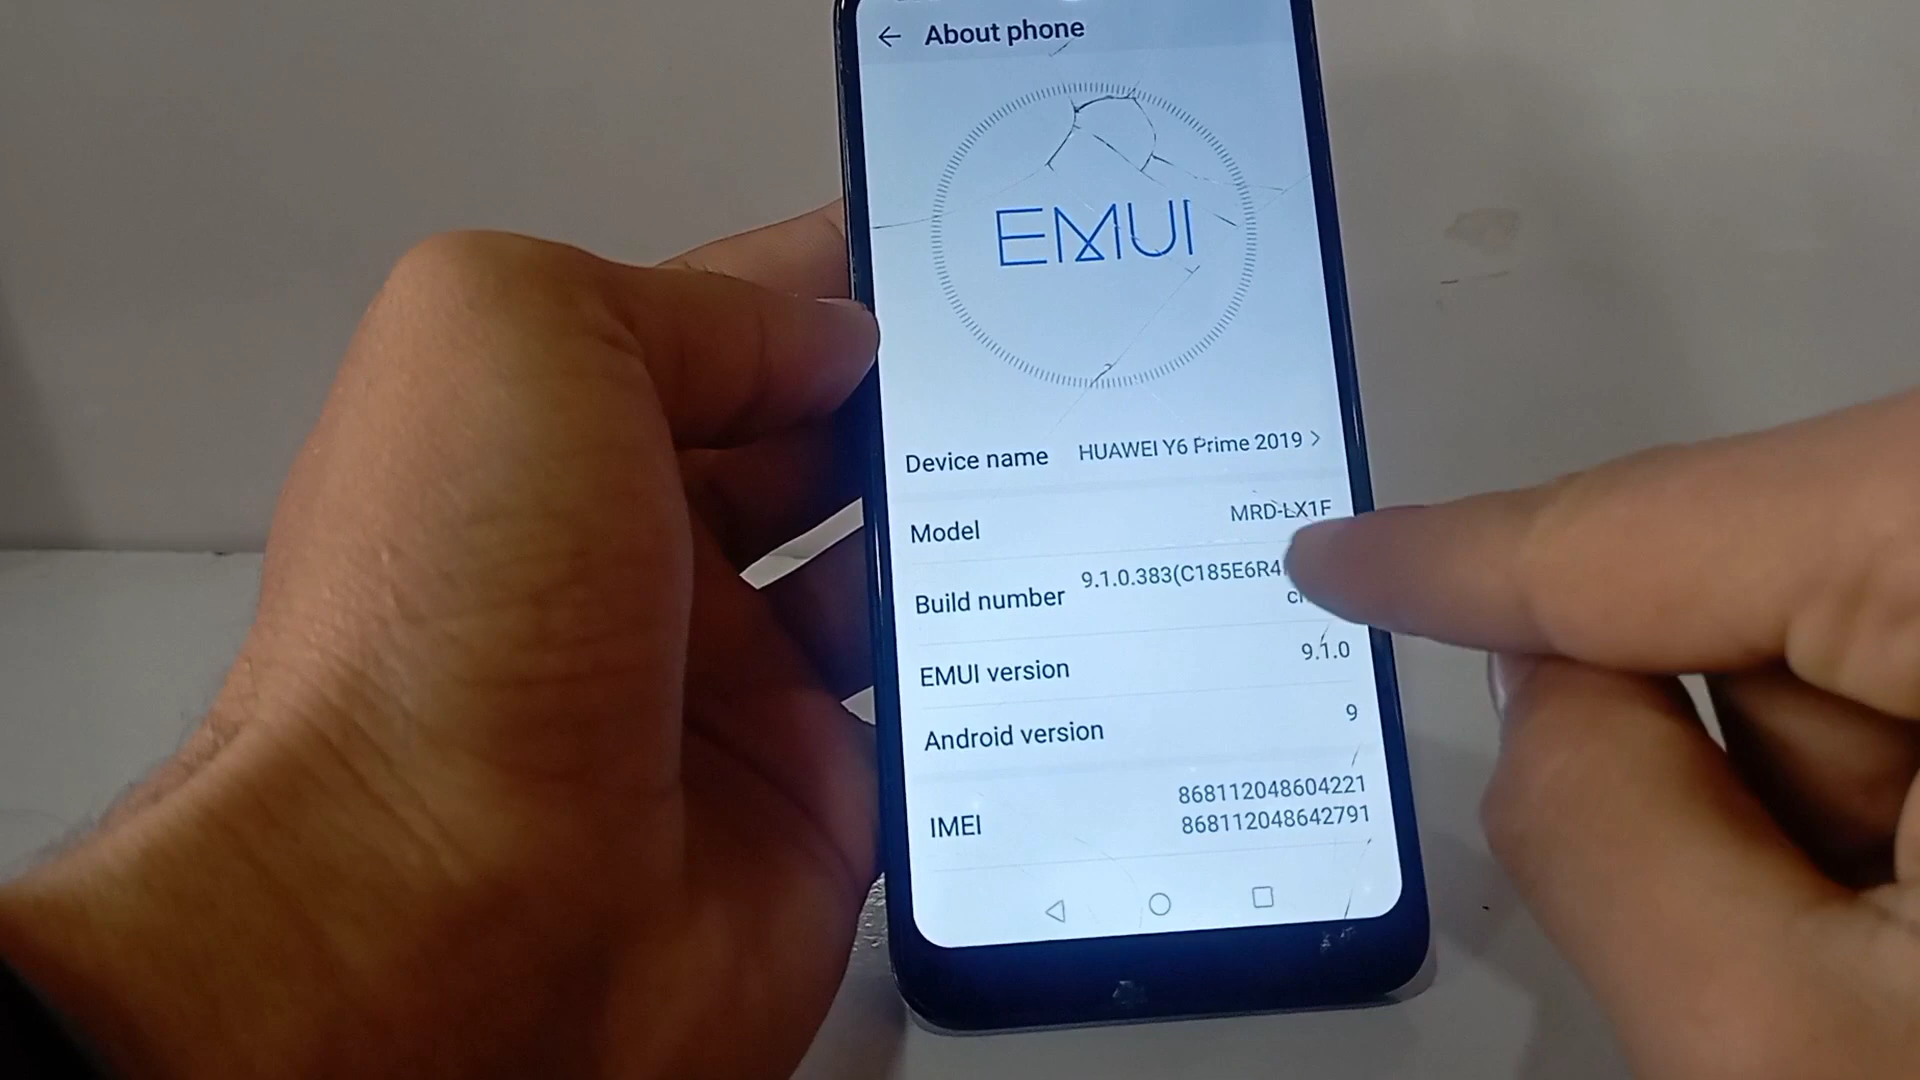 About phone
EMUI
Device name HUAWEI Y6 Prime 2019
Model MRD-LX1F
Build number 9.1.0.383(C185E6R4
EMUI version 9.1.0
Android version 9
IMEI 868112048604221
868112048642791